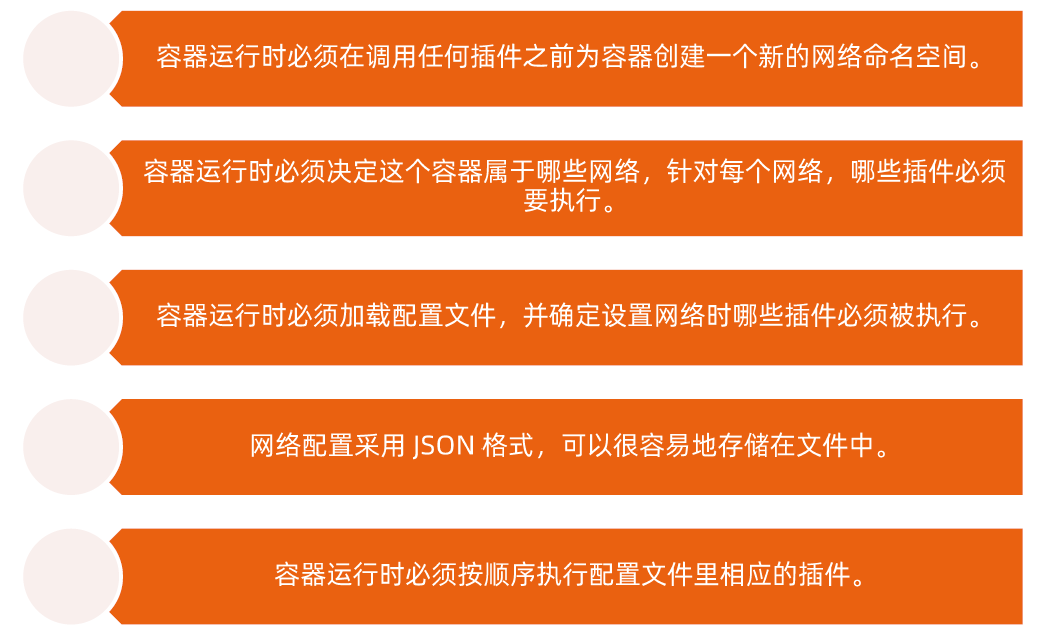 容器运行时必须在调用任何插件之前为容器创建一个新的网络命名空间。
容器运行时必须决定这个容器属于哪些网络，针对每个网络，哪些插件必须
要执行。
容器运行时必须加载配置文件，并确定设置网络时哪些插件必须被执行。
网络配置采用 JSON 格式，可以很容易地存储在文件中。
容器运行时必须按顺序执行配置文件里相应的插件。